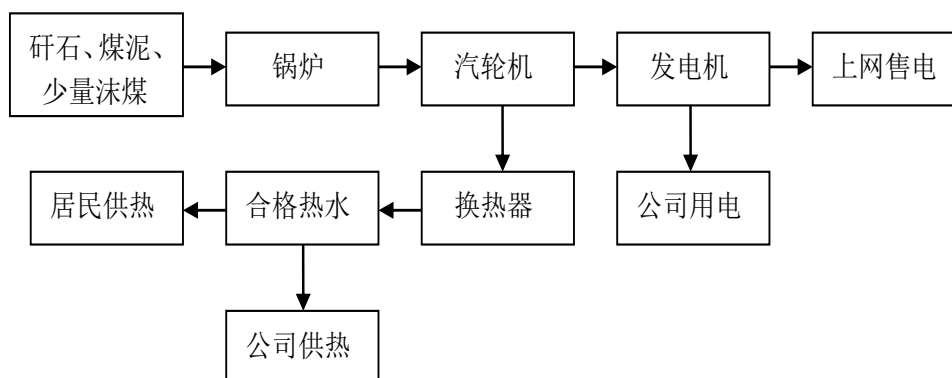 矸石、煤泥、
少量沫煤
锅炉
汽轮机
发电机
上网售电
居民供热
合格热水
换热器
公司用电
公司供热